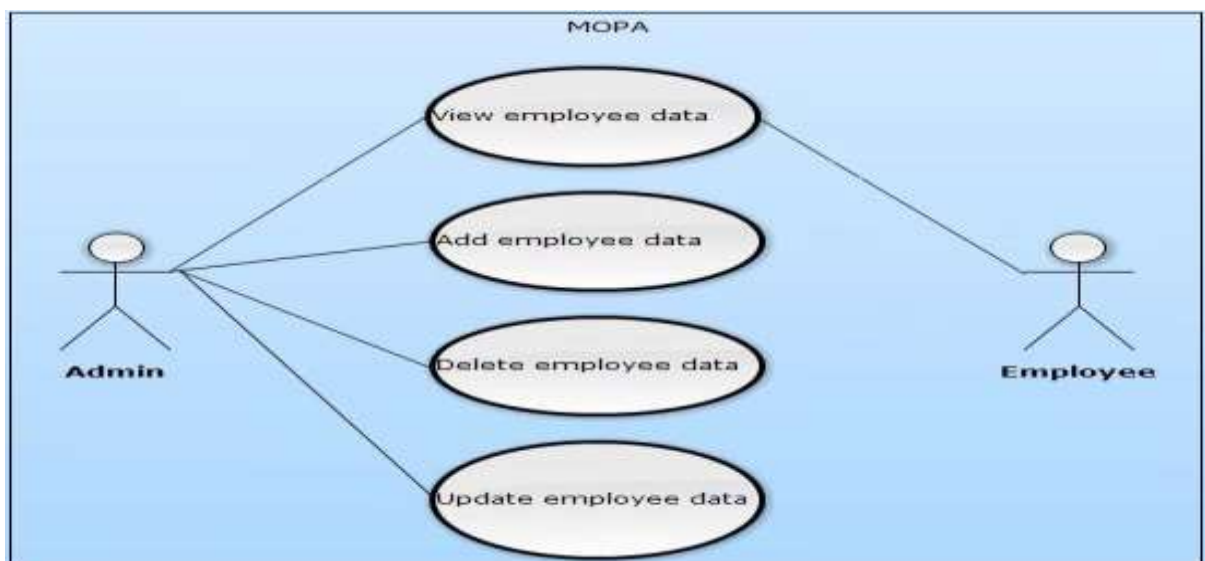 MOPA
View employee data
Add employee data
Delete employee data
Update employee data
Admin
Employee